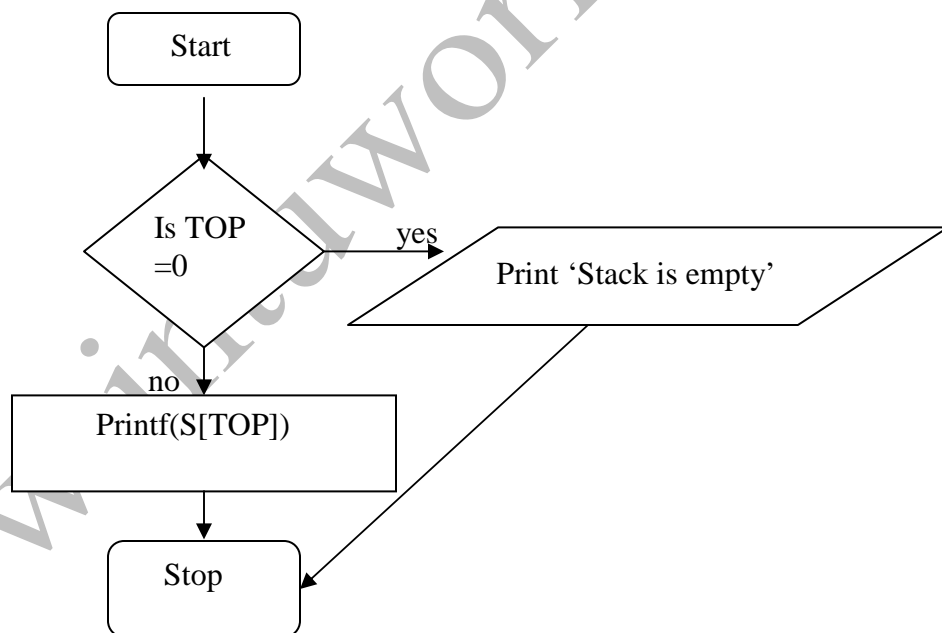 Start
Is TOP
=0
yes
Print ‘Stack is empty’
no
Printf(S[TOP])
Stop